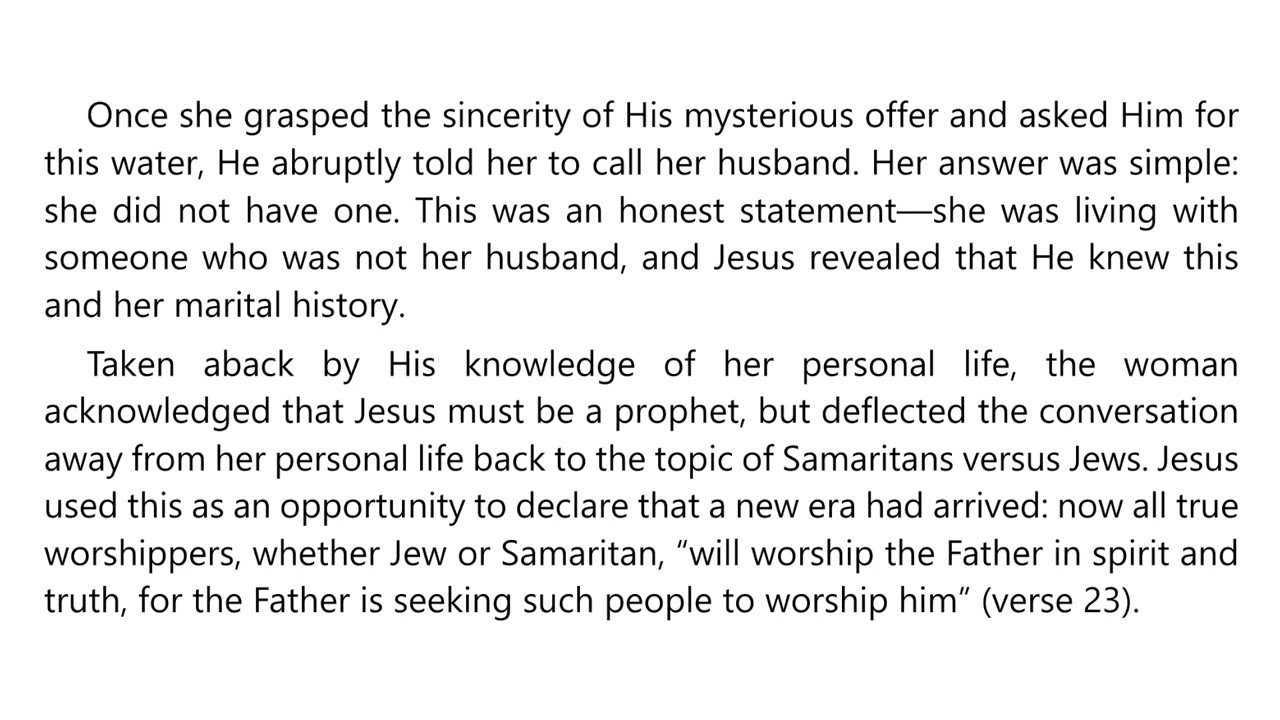 Once she grasped the sincerity of His mysterious offer and asked Him for
this water, He abruptly told her to call her husband. Her answer was simple:
she did not have one. This was an honest statement—she was living with
someone who was not her husband, and Jesus revealed that He knew this
and her marital history.
Taken aback by His knowledge of her personal life, the woman
acknowledged that Jesus must be a prophet, but deflected the conversation
away from her personal life back to the topic of Samaritans versus Jews. Jesus
used this as an opportunity to declare that a new era had arrived: now all true
worshippers, whether Jew or Samaritan, “will worship the Father in spirit and
truth, for the Father is seeking such people to worship him” (verse 23).